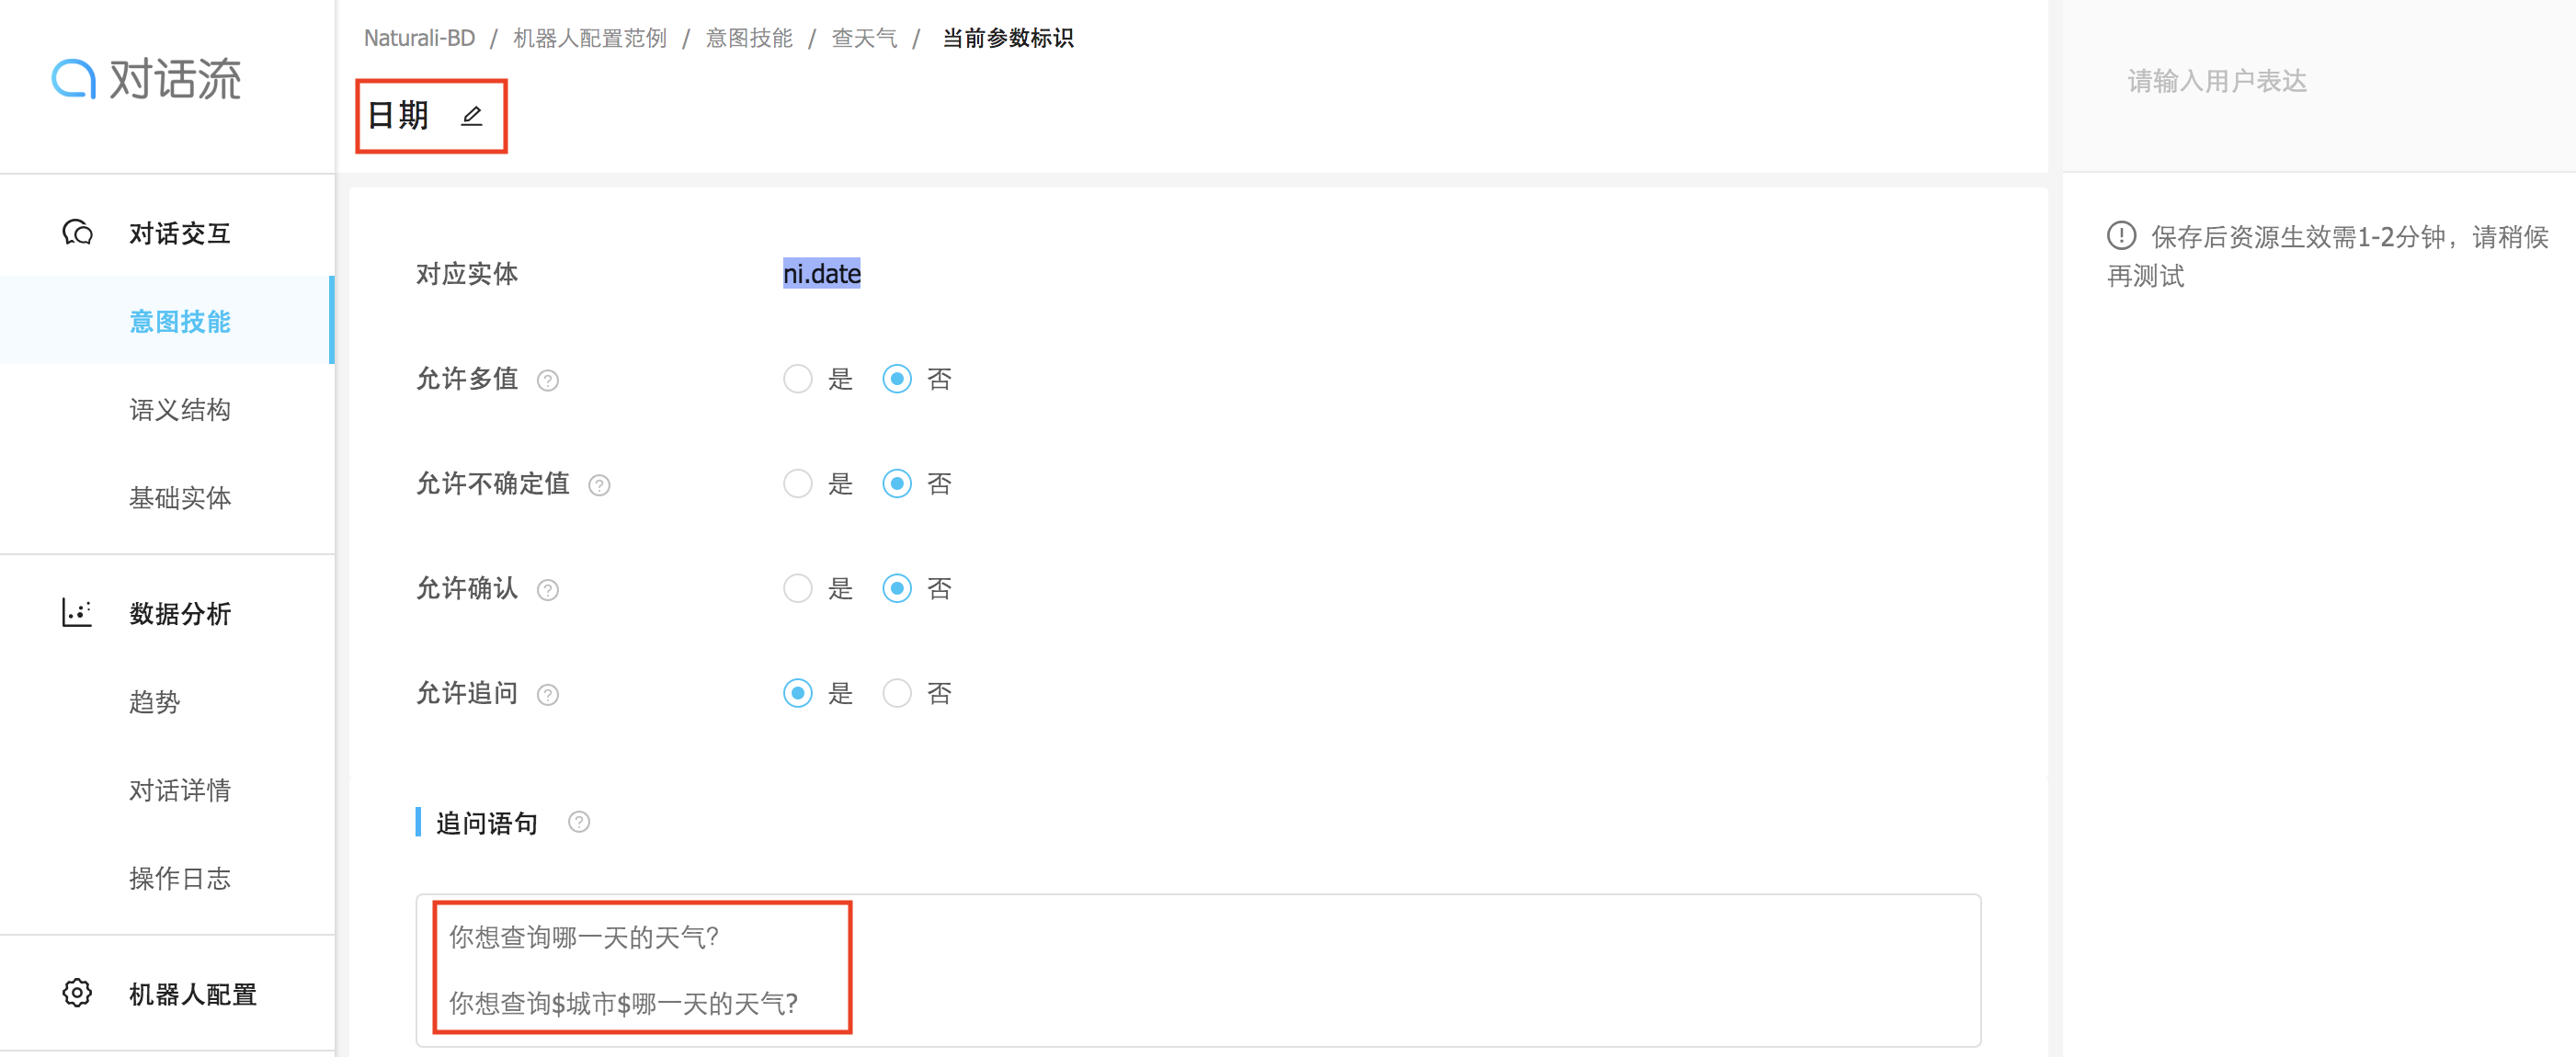 对话流
Naturali-BD / 机器人配置范例 / 意图技能 / 查天气 / 当前参数标识
日期
请输入用户表达
对话交互
意图技能
语义结构
基础实体
数据分析
趋势
对话详情
操作日志
机器人配置
对应实体 ni.date
允许多值 ? 是 否
允许不确定值 ? 是 否
允许确认 ? 是 否
允许追问 ? 是 否
追问语句 ?
你想查询哪一天的天气?
你想查询$城市$哪一天的天气?
保存后资源生效需1-2分钟，请稍候
再测试